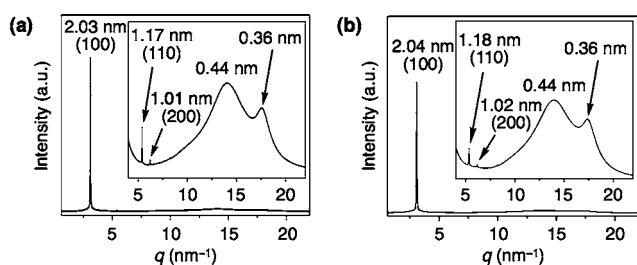 (a)
2.03 nm
(100)
1.17 nm
(110)
1.01 nm
(200)
0.44 nm
0.36 nm
5 10 15 20
Intensity (a.u.)
5 10 15 20
q (nm⁻¹)
(b)
2.04 nm
(100)
1.18 nm
(110)
1.02 nm
(200)
0.44 nm
0.36 nm
5 10 15 20
Intensity (a.u.)
5 10 15 20
q (nm⁻¹)